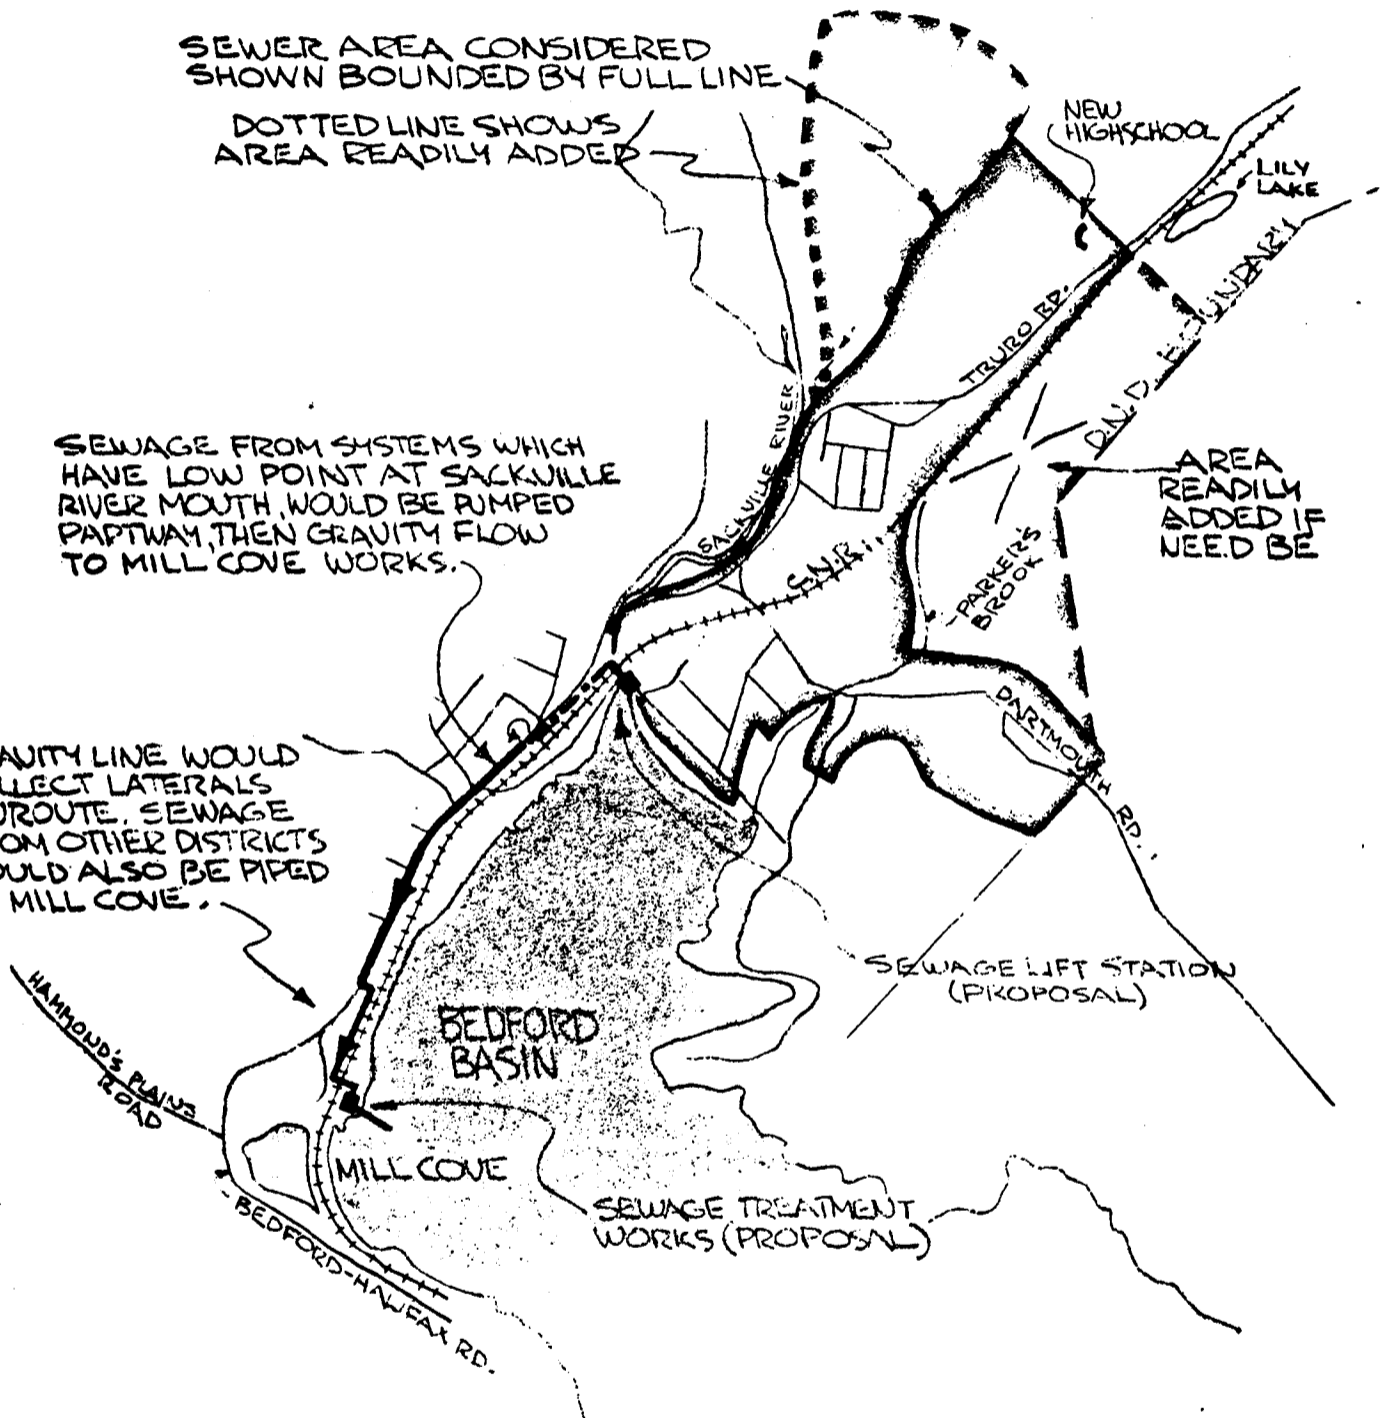 SEWER AREA CONSIDERED
SHOWN BOUNDED BY FULL LINE
DOTTED LINE SHOWS
AREA READILY ADDED
NEW
HIGHSCHOOL
LILY
LAKE
D.N.D. BOUNDARY
TRURO RD.
SACKVILLE RIVER
C.N.R.
SEWAGE FROM SYSTEMS WHICH
HAVE LOW POINT AT SACKVILLE
RIVER MOUTH, WOULD BE PUMPED
PARTWAY, THEN GRAVITY FLOW
TO MILL COVE WORKS.
AREA
READILY
ADDED IF
NEED BE
PARKER'S
BROOK
DARTMOUTH RD.
AVITY LINE WOULD
LLECT LATERALS
ROUTE. SEWAGE
OM OTHER DISTRICTS
OULD ALSO BE PIPED
MILL COVE.
SEWAGE LIFT STATION
(PROPOSAL)
HAMMOND'S PLAINS
ROAD
BEDFORD
BASIN
MILL COVE
SEWAGE TREATMENT
WORKS (PROPOSAL)
BEDFORD-HALIFAX RD.